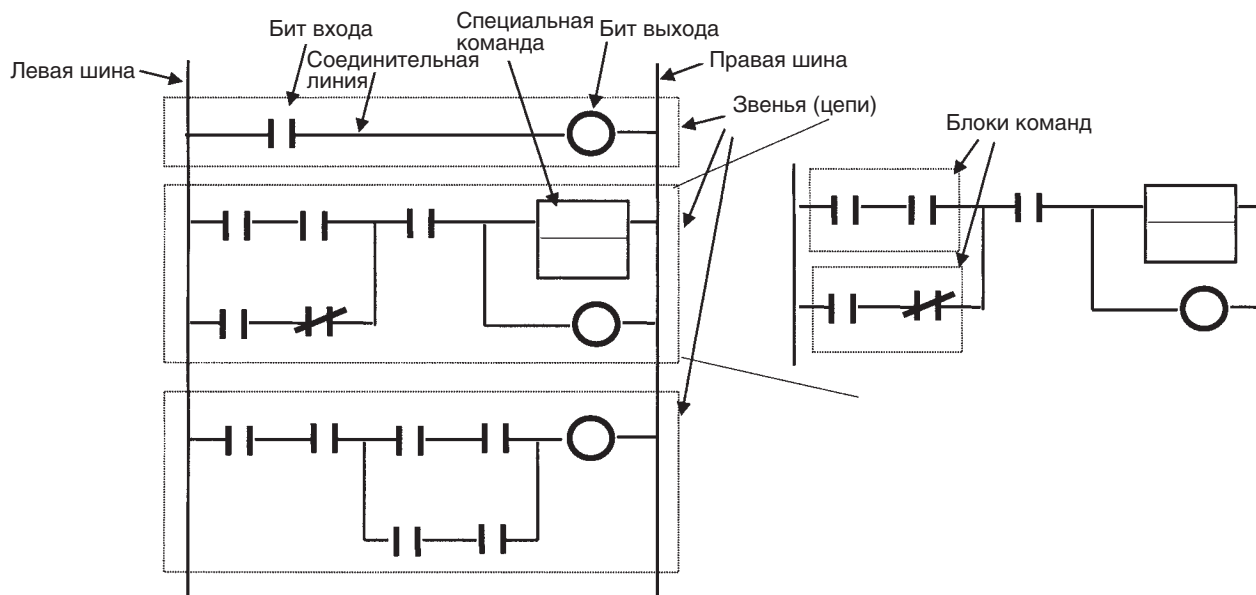 Левая шина
Бит входа
Соединительная
линия
Специальная
команда
Бит выхода
Правая шина
Звенья (цепи)
Блоки команд